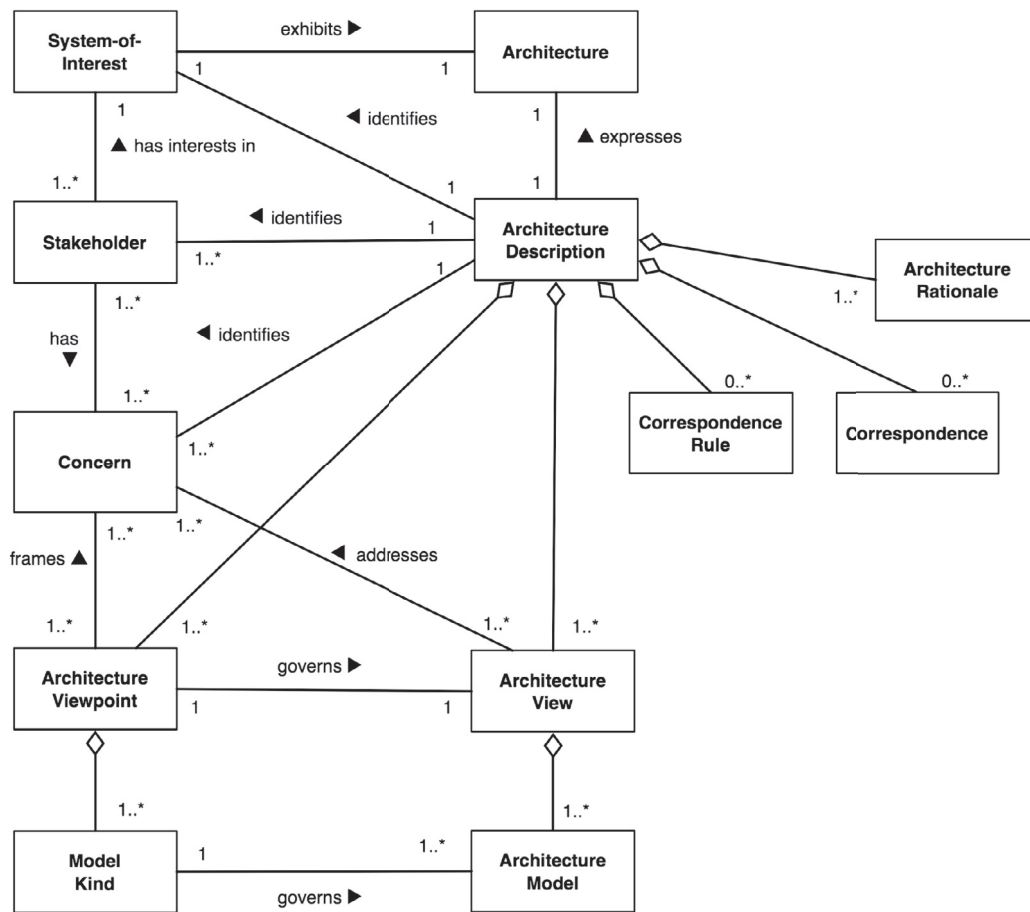 System-of-
Interest
exhibits ▶
Architecture
1
1
1
◀ identifies
1
▲ has interests in
▲ expresses
1..*
1
1
Stakeholder
◀ identifies
1
Architecture
Description
1..*
1
Architecture
Rationale
1..*
1..*
has
▼
◀ identifies
0..*
0..*
1..*
Correspondence
Rule
Correspondence
Concern
1..*
1..*
1..*
frames ▲
◀ addresses
1..*
1..*
1..*
1..*
Architecture
Viewpoint
governs ▶
Architecture
View
1
1
1..*
1..*
Model
Kind
1
1..*
Architecture
Model
governs ▶